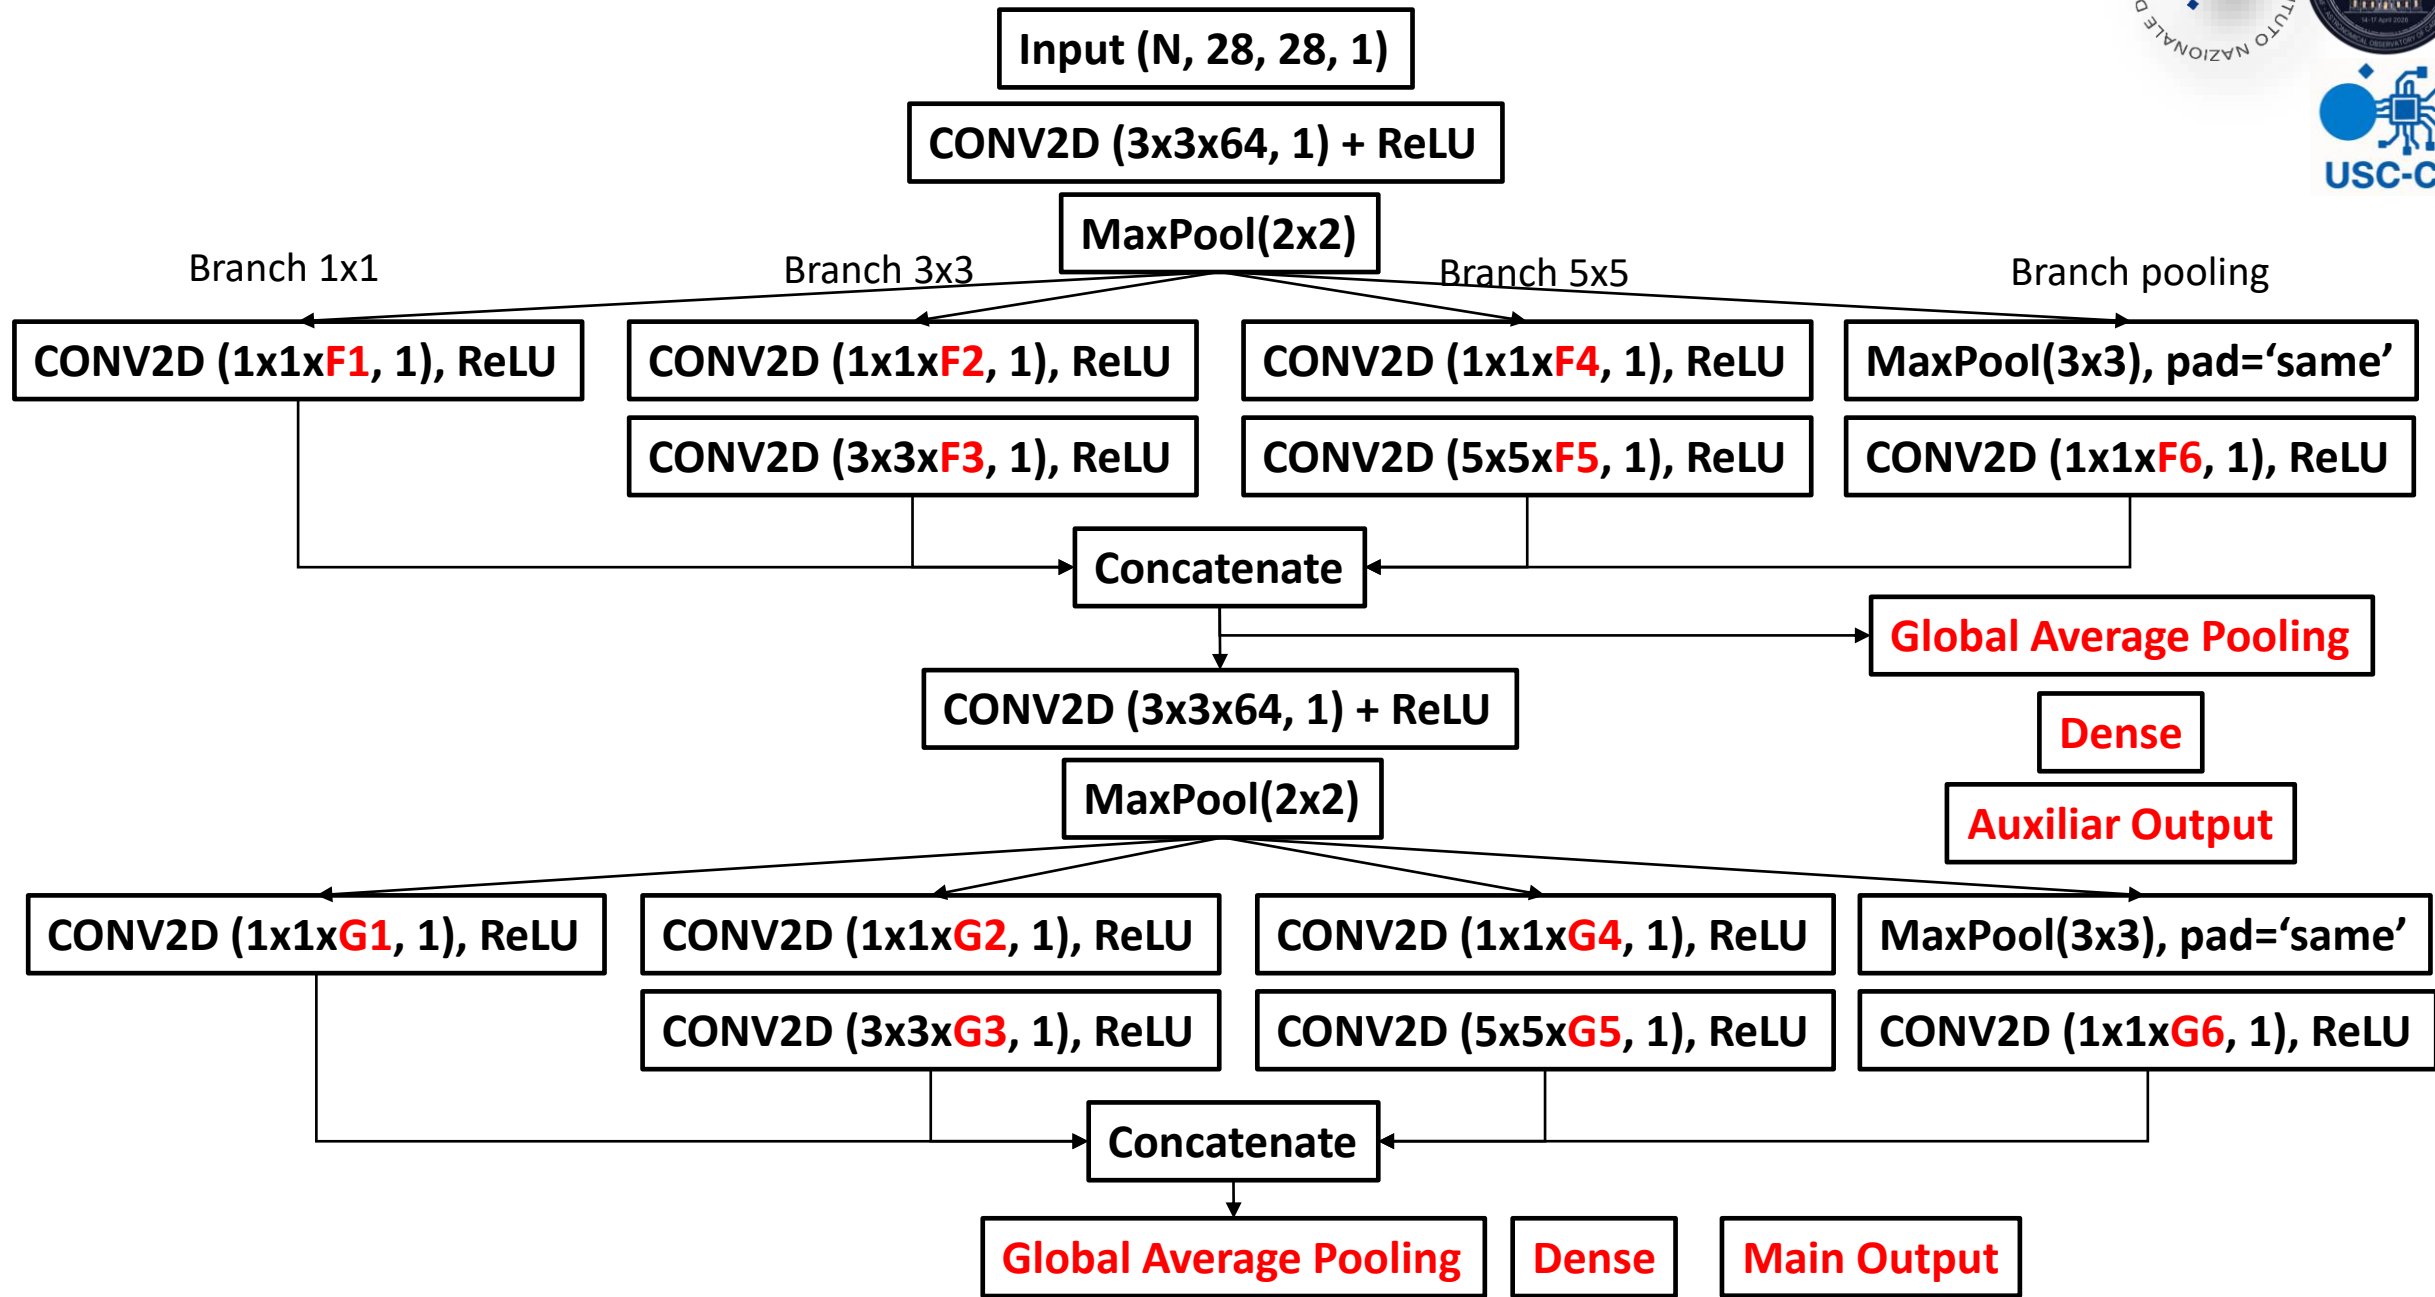 Input (N, 28, 28, 1)
CONV2D (3x3x64, 1) + ReLU
MaxPool(2x2)
NAZIONALE D
14-17 April 2026
USC-C
Branch 1x1
Branch 3x3
Branch 5x5
Branch pooling
CONV2D (1x1xF1, 1), ReLU
CONV2D (1x1xF2, 1), ReLU
CONV2D (1x1xF4, 1), ReLU
MaxPool(3x3), pad=‘same’
CONV2D (3x3xF3, 1), ReLU
CONV2D (5x5xF5, 1), ReLU
CONV2D (1x1xF6, 1), ReLU
Concatenate
Global Average Pooling
CONV2D (3x3x64, 1) + ReLU
Dense
MaxPool(2x2)
Auxiliar Output
CONV2D (1x1xG1, 1), ReLU
CONV2D (1x1xG2, 1), ReLU
CONV2D (1x1xG4, 1), ReLU
MaxPool(3x3), pad=‘same’
CONV2D (3x3xG3, 1), ReLU
CONV2D (5x5xG5, 1), ReLU
CONV2D (1x1xG6, 1), ReLU
Concatenate
Global Average Pooling
Dense
Main Output